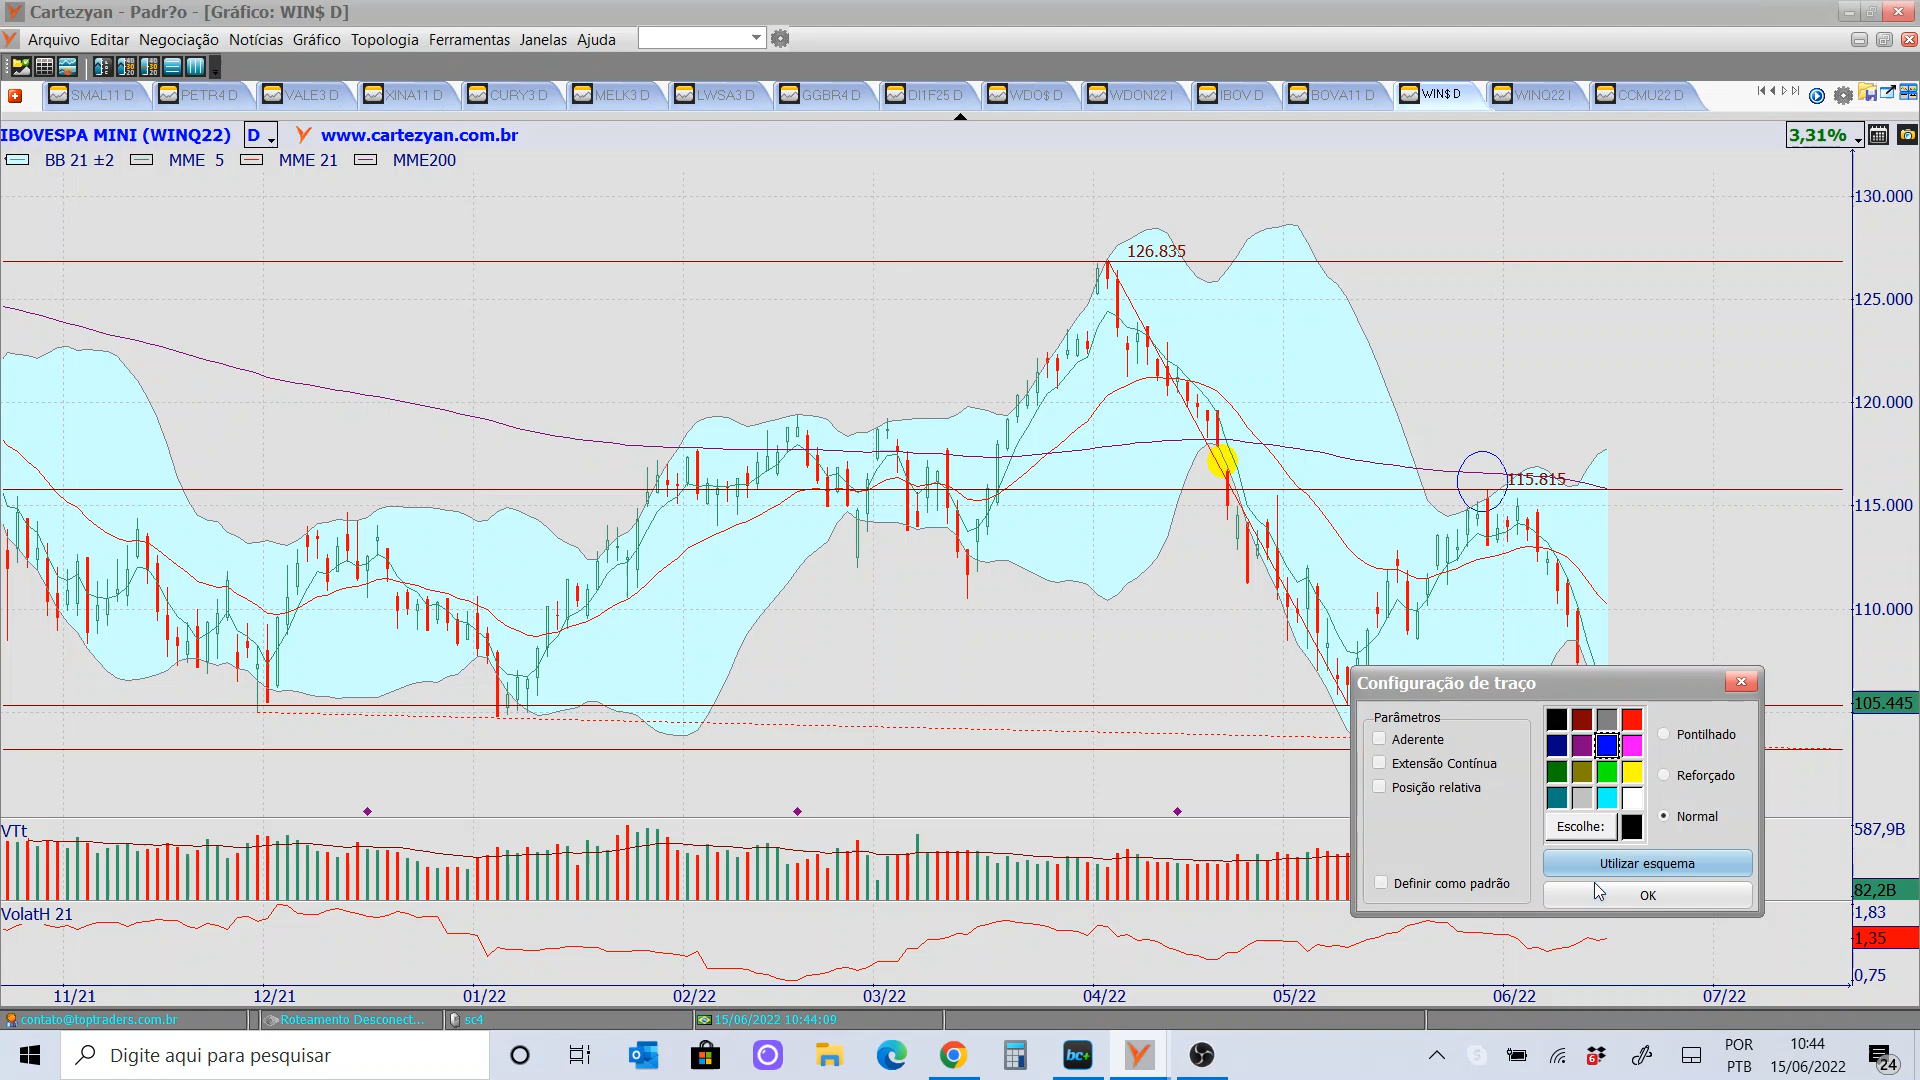 Cartezyan - Padr?o - [Gráfico: WIN$ D]
Arquivo Editar Negociação Notícias Gráfico Topologia Ferramentas Janelas Ajuda
SMAL11 D PETR4 D VALE3 D XINA11 D CURY3 D MELK3 D LWSA3 D GGBR4 D DI1F25 D WDO$ D WDON22 I IBOV D BOVA11 D WIN$ D WINQ22 I CCMU22 D
IBOVESPA MINI (WINQ22) D www.cartezyan.com.br 3,31%
BB 21 ±2 MME 5 MME 21 MME200
130.000
126.835
125.000
120.000
115.815
115.000
110.000
105.445
Configuração de traço
Parâmetros
Aderente
Extensão Contínua
Posição relativa
Definir como padrão
Pontilhado
Reforçado
Normal
Escolhe:
Utilizar esquema
OK
VTt
587,9B
82,2B
VolatH 21
1,83
1,35
0,75
11/21 12/21 01/22 02/22 03/22 04/22 05/22 06/22 07/22
contato@toptraders.com.br Roteamento Desconect... sc4 15/06/2022 10:44:09
Digite aqui para pesquisar
bc+
6
POR
PTB
10:44
15/06/2022
24